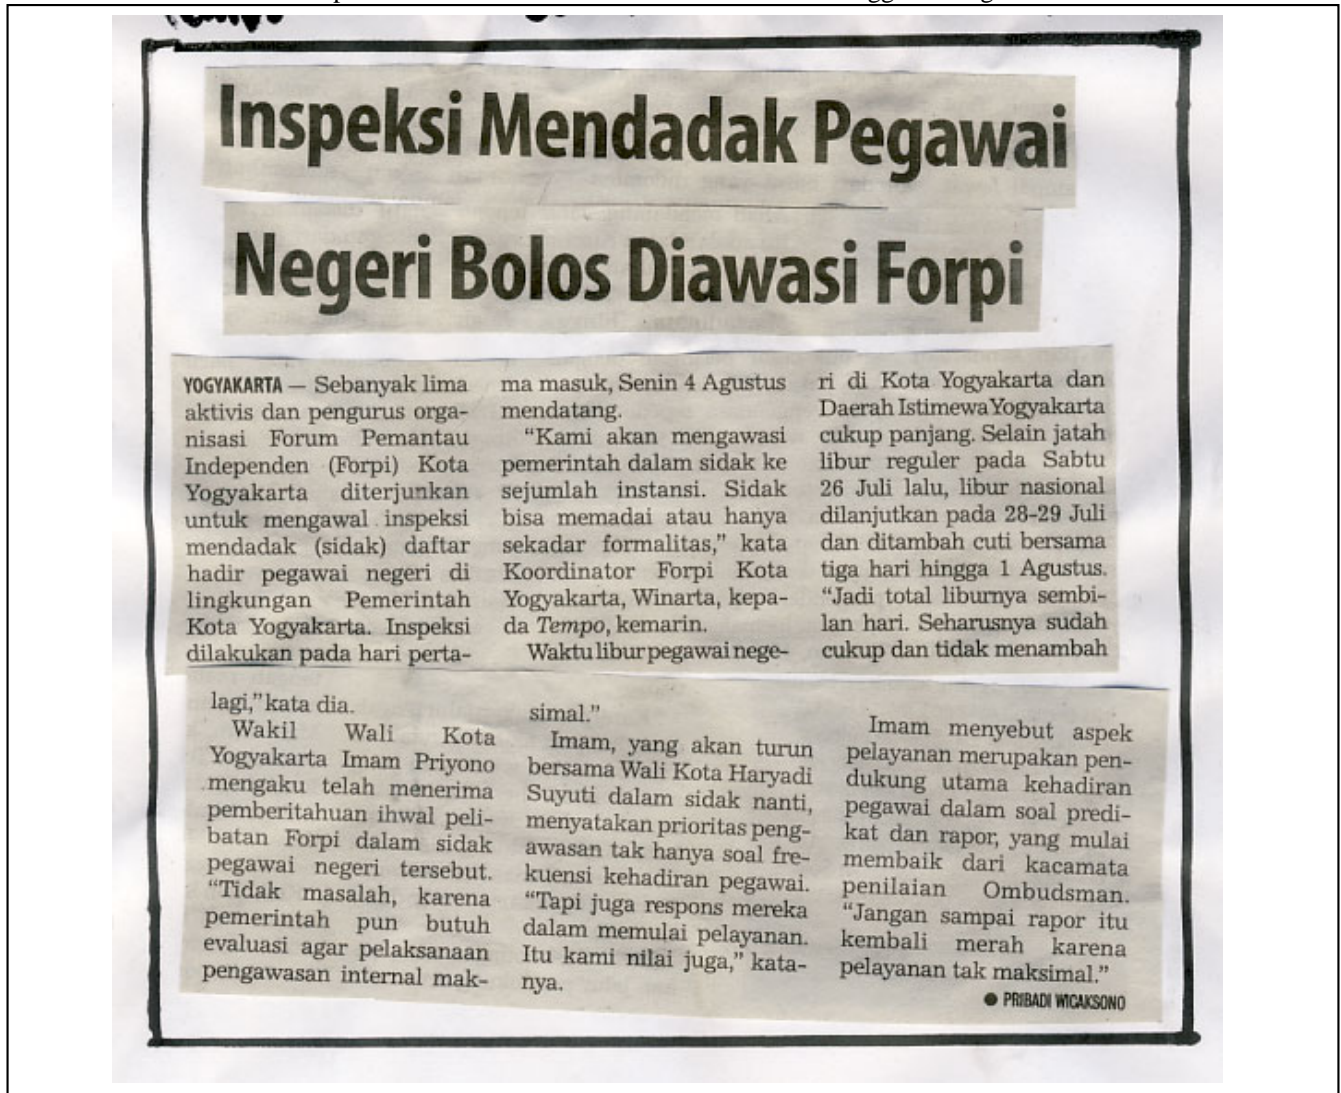 Inspeksi Mendadak Pegawai
Negeri Bolos Diawasi Forpi
YOGYAKARTA — Sebanyak lima
aktivis dan pengurus orga-
nisasi Forum Pemantau
Independen (Forpi) Kota
Yogyakarta diterjunkan
untuk mengawal inspeksi
mendadak (sidak) daftar
hadir pegawai negeri di
lingkungan Pemerintah
Kota Yogyakarta. Inspeksi
dilakukan pada hari perta-
ma masuk, Senin 4 Agustus
mendatang.
“Kami akan mengawasi
pemerintah dalam sidak ke
sejumlah instansi. Sidak
bisa memadai atau hanya
sekadar formalitas,” kata
Koordinator Forpi Kota
Yogyakarta, Winarta, kepa-
da Tempo, kemarin.
Waktu libur pegawai nege-
ri di Kota Yogyakarta dan
Daerah Istimewa Yogyakarta
cukup panjang. Selain jatah
libur reguler pada Sabtu
26 Juli lalu, libur nasional
dilanjutkan pada 28-29 Juli
dan ditambah cuti bersama
tiga hari hingga 1 Agustus.
“Jadi total liburnya sembi-
lan hari. Seharusnya sudah
cukup dan tidak menambah
lagi,” kata dia.
Wakil Wali Kota
Yogyakarta Imam Priyono
mengaku telah menerima
pemberitahuan ihwal peli-
batan Forpi dalam sidak
pegawai negeri tersebut.
“Tidak masalah, karena
pemerintah pun butuh
evaluasi agar pelaksanaan
pengawasan internal mak-
simal.”
Imam, yang akan turun
bersama Wali Kota Haryadi
Suyuti dalam sidak nanti,
menyatakan prioritas peng-
awasan tak hanya soal fre-
kuensi kehadiran pegawai.
“Tapi juga respons mereka
dalam memulai pelayanan.
Itu kami nilai juga,” kata-
nya.
Imam menyebut aspek
pelayanan merupakan pen-
dukung utama kehadiran
pegawai dalam soal predi-
kat dan rapor, yang mulai
membaik dari kacamata
penilaian Ombudsman.
“Jangan sampai rapor itu
kembali merah karena
pelayanan tak maksimal.”
● PRIBADI WICAKSONO